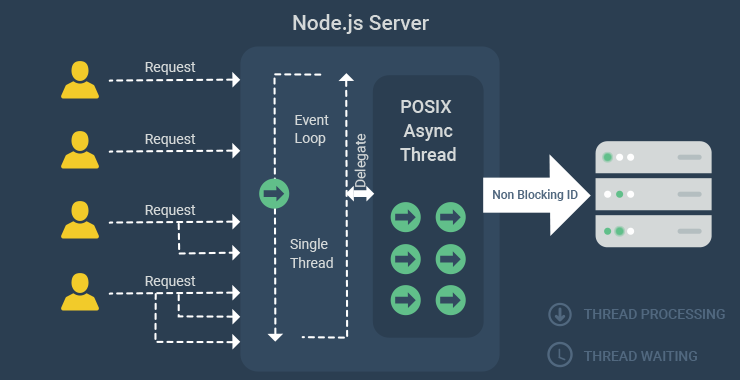 Node.js Server
Request
Request
Request
Request
Event
Loop
Single
Thread
Delegate
POSIX
Async
Thread
Non Blocking ID
THREAD PROCESSING
THREAD WAITING